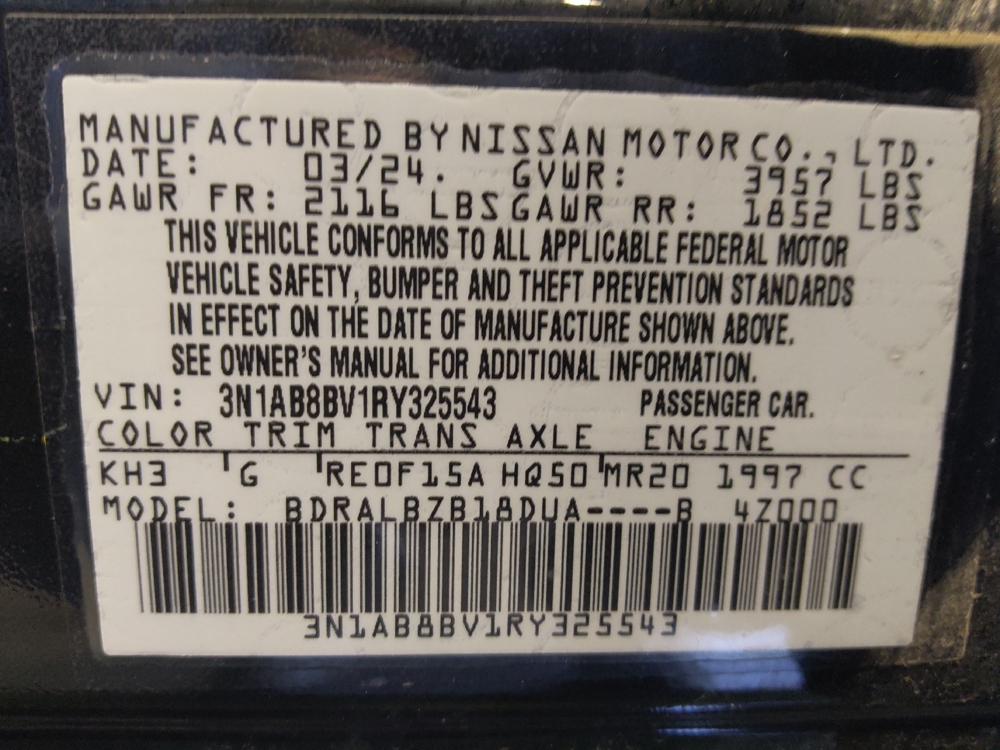 MANUFACTURED BY NISSAN MOTOR CO., LTD.
DATE: 03/24. GVWR: 3957 LBS
GAWR FR: 2116 LBS GAWR RR: 1852 LBS
THIS VEHICLE CONFORMS TO ALL APPLICABLE FEDERAL MOTOR
VEHICLE SAFETY, BUMPER AND THEFT PREVENTION STANDARDS
IN EFFECT ON THE DATE OF MANUFACTURE SHOWN ABOVE.
SEE OWNER'S MANUAL FOR ADDITIONAL INFORMATION.
VIN: 3N1AB8BV1RY325543 PASSENGER CAR.
COLOR TRIM TRANS AXLE ENGINE
KH3 G RE0F15A HQ50 MR20 1997 CC
MODEL: BDRALBZB18DUA----B 4Z000
3N1AB8BV1RY325543